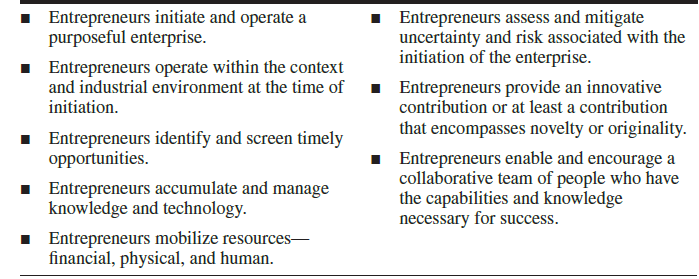 ■ Entrepreneurs initiate and operate a
purposeful enterprise.
■ Entrepreneurs operate within the context
and industrial environment at the time of
initiation.
■ Entrepreneurs identify and screen timely
opportunities.
■ Entrepreneurs accumulate and manage
knowledge and technology.
■ Entrepreneurs mobilize resources—
financial, physical, and human.
■ Entrepreneurs assess and mitigate
uncertainty and risk associated with the
initiation of the enterprise.
■ Entrepreneurs provide an innovative
contribution or at least a contribution
that encompasses novelty or originality.
■ Entrepreneurs enable and encourage a
collaborative team of people who have
the capabilities and knowledge
necessary for success.